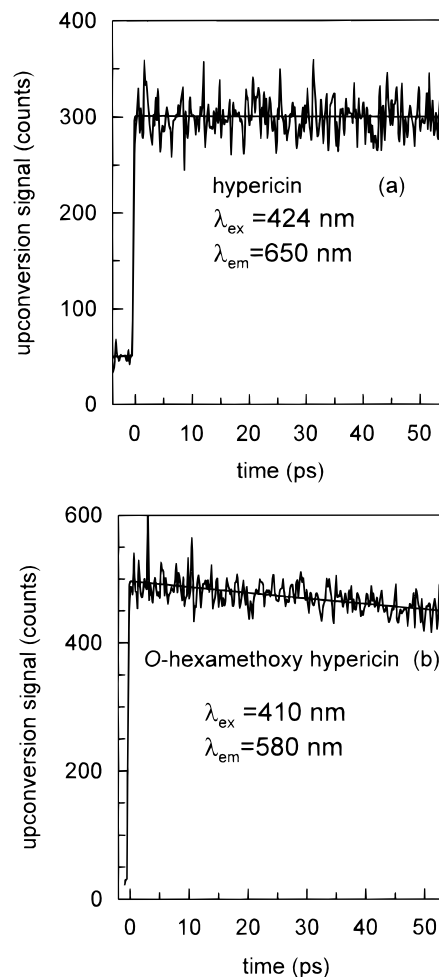 400
300
200
100
0
upconversion signal (counts)
hypericin (a)
λex =424 nm
λem=650 nm
0 10 20 30 40 50
time (ps)
600
400
200
0
upconversion signal (counts)
O-hexamethoxy hypericin (b)
λex =410 nm
λem=580 nm
0 10 20 30 40 50
time (ps)